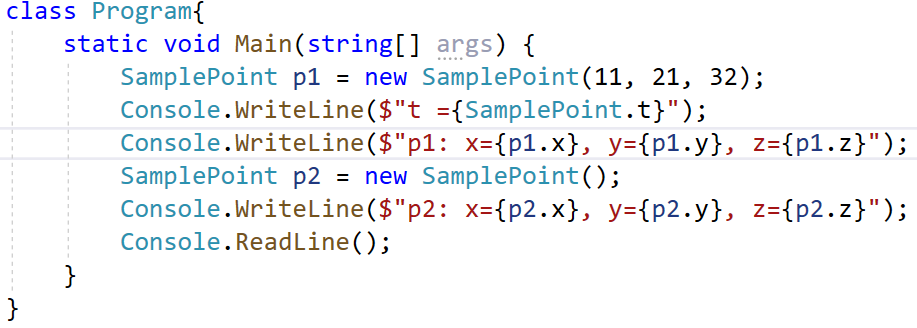 class Program{
    static void Main(string[] args) {
        SamplePoint p1 = new SamplePoint(11, 21, 32);
        Console.WriteLine($"t ={SamplePoint.t}");
        Console.WriteLine($"p1: x={p1.x}, y={p1.y}, z={p1.z}");
        SamplePoint p2 = new SamplePoint();
        Console.WriteLine($"p2: x={p2.x}, y={p2.y}, z={p2.z}");
        Console.ReadLine();
    }
}